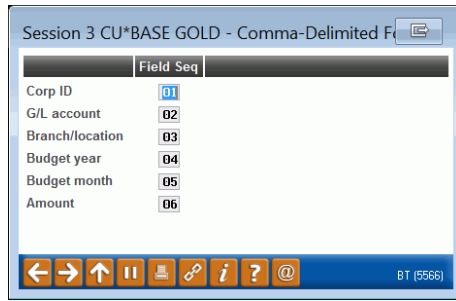 Session 3 CU*BASE GOLD - Comma-Delimited
Field Seq
Corp ID 01
G/L account 02
Branch/location 03
Budget year 04
Budget month 05
Amount 06
i ? @ BT (5566)